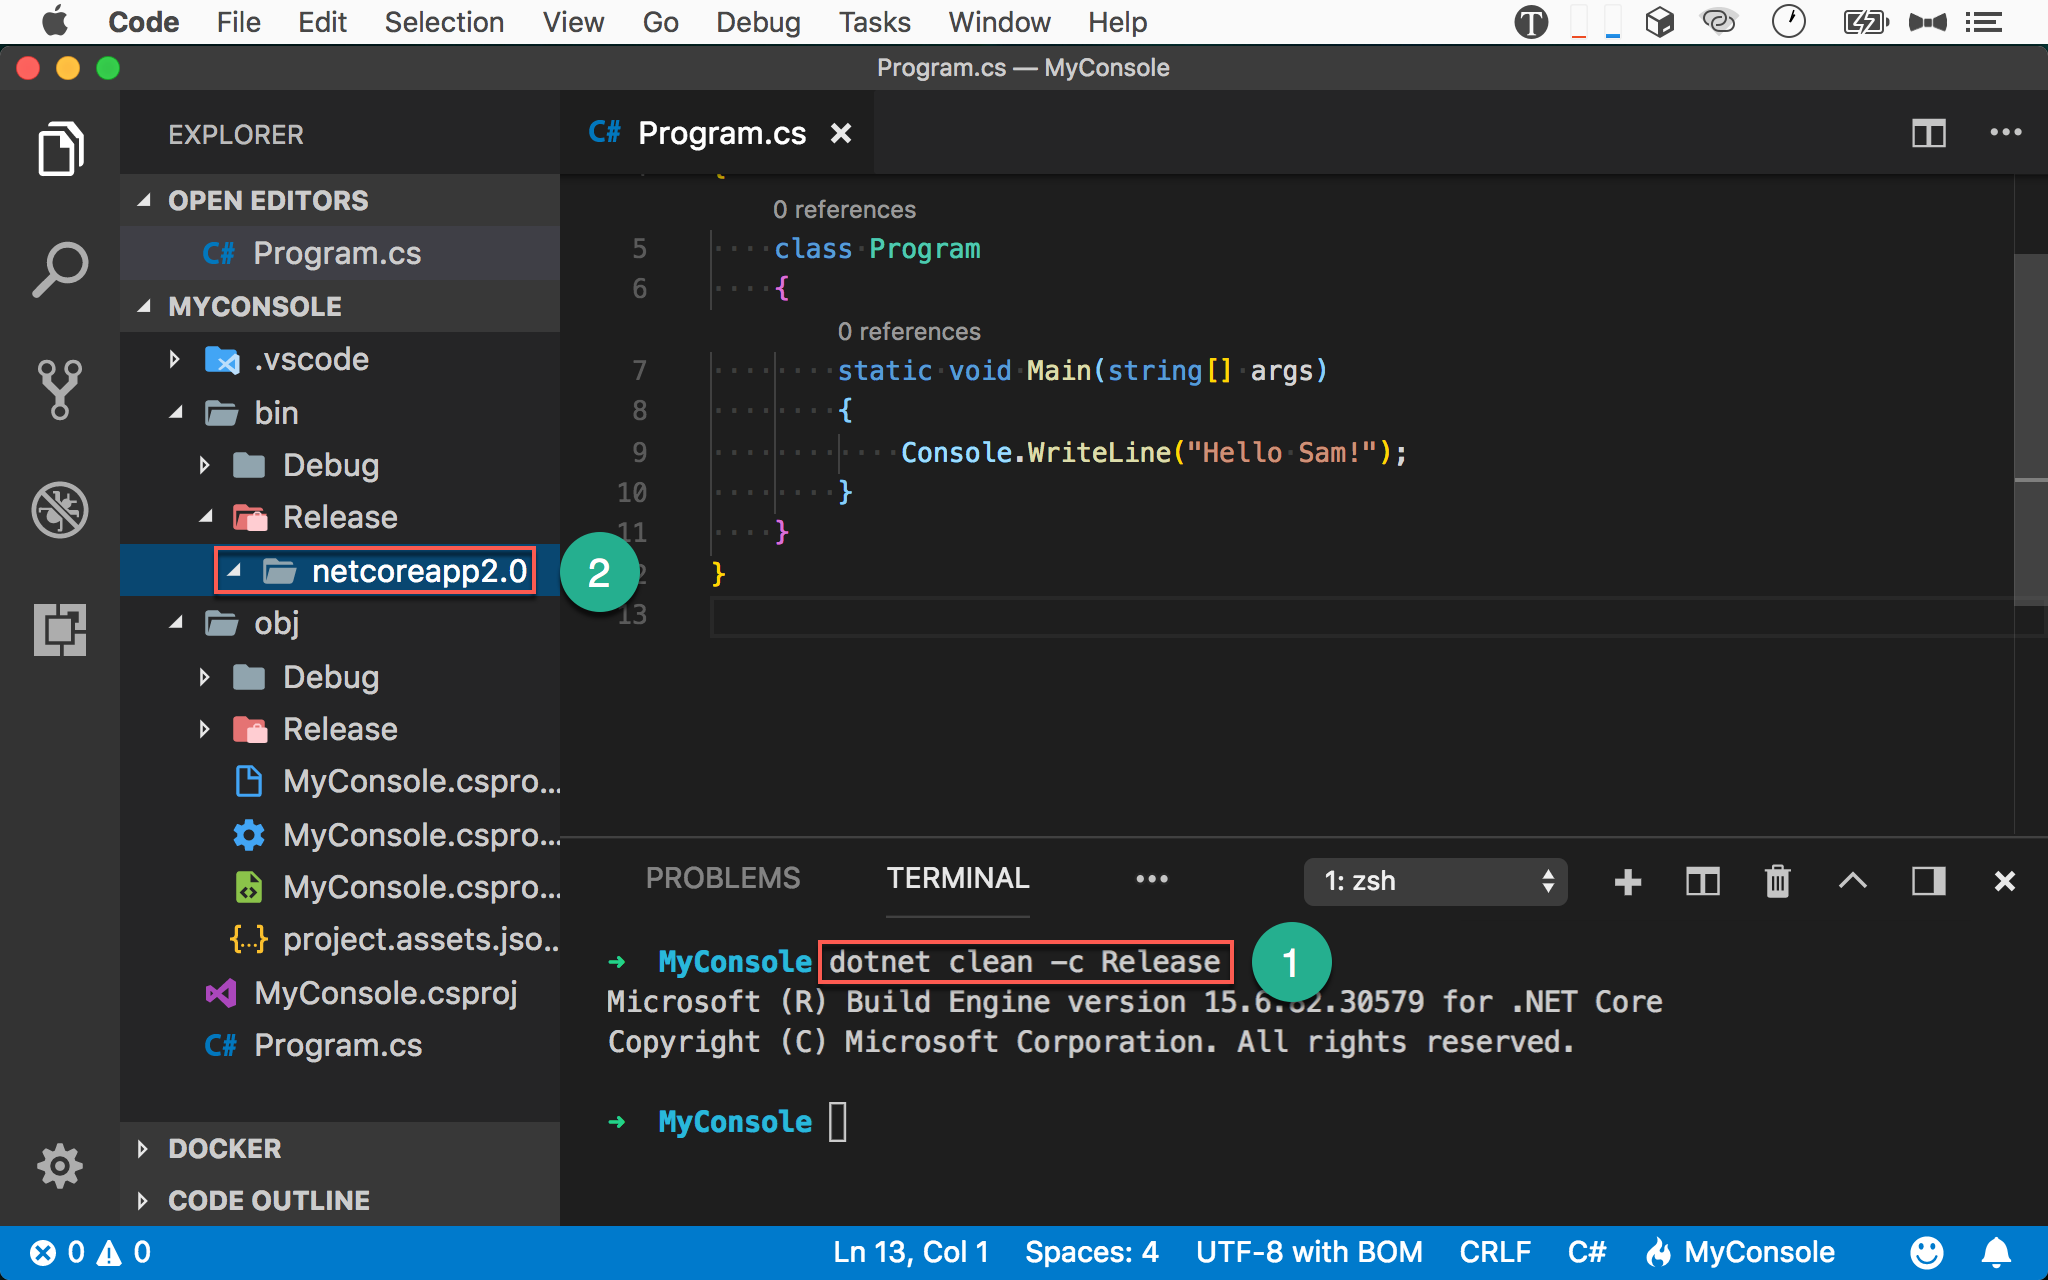 Code File Edit Selection View Go Debug Tasks Window Help
Program.cs — MyConsole
EXPLORER
OPEN EDITORS
C# Program.cs
MYCONSOLE
.vscode
bin
Debug
Release
netcoreapp2.0
2
obj
Debug
Release
MyConsole.cspro...
MyConsole.cspro...
MyConsole.cspro...
{...} project.assets.jso...
MyConsole.csproj
C# Program.cs
DOCKER
CODE OUTLINE
C# Program.cs
{
0 references
5 class Program
6 {
0 references
7 static void Main(string[] args)
8 {
9 Console.WriteLine("Hello Sam!");
10 }
11 }
}
13
PROBLEMS TERMINAL ••• 1: zsh
➜ MyConsole dotnet clean -c Release 1
Microsoft (R) Build Engine version 15.6.82.30579 for .NET Core
Copyright (C) Microsoft Corporation. All rights reserved.
➜ MyConsole
0 0 Ln 13, Col 1 Spaces: 4 UTF-8 with BOM CRLF C# MyConsole